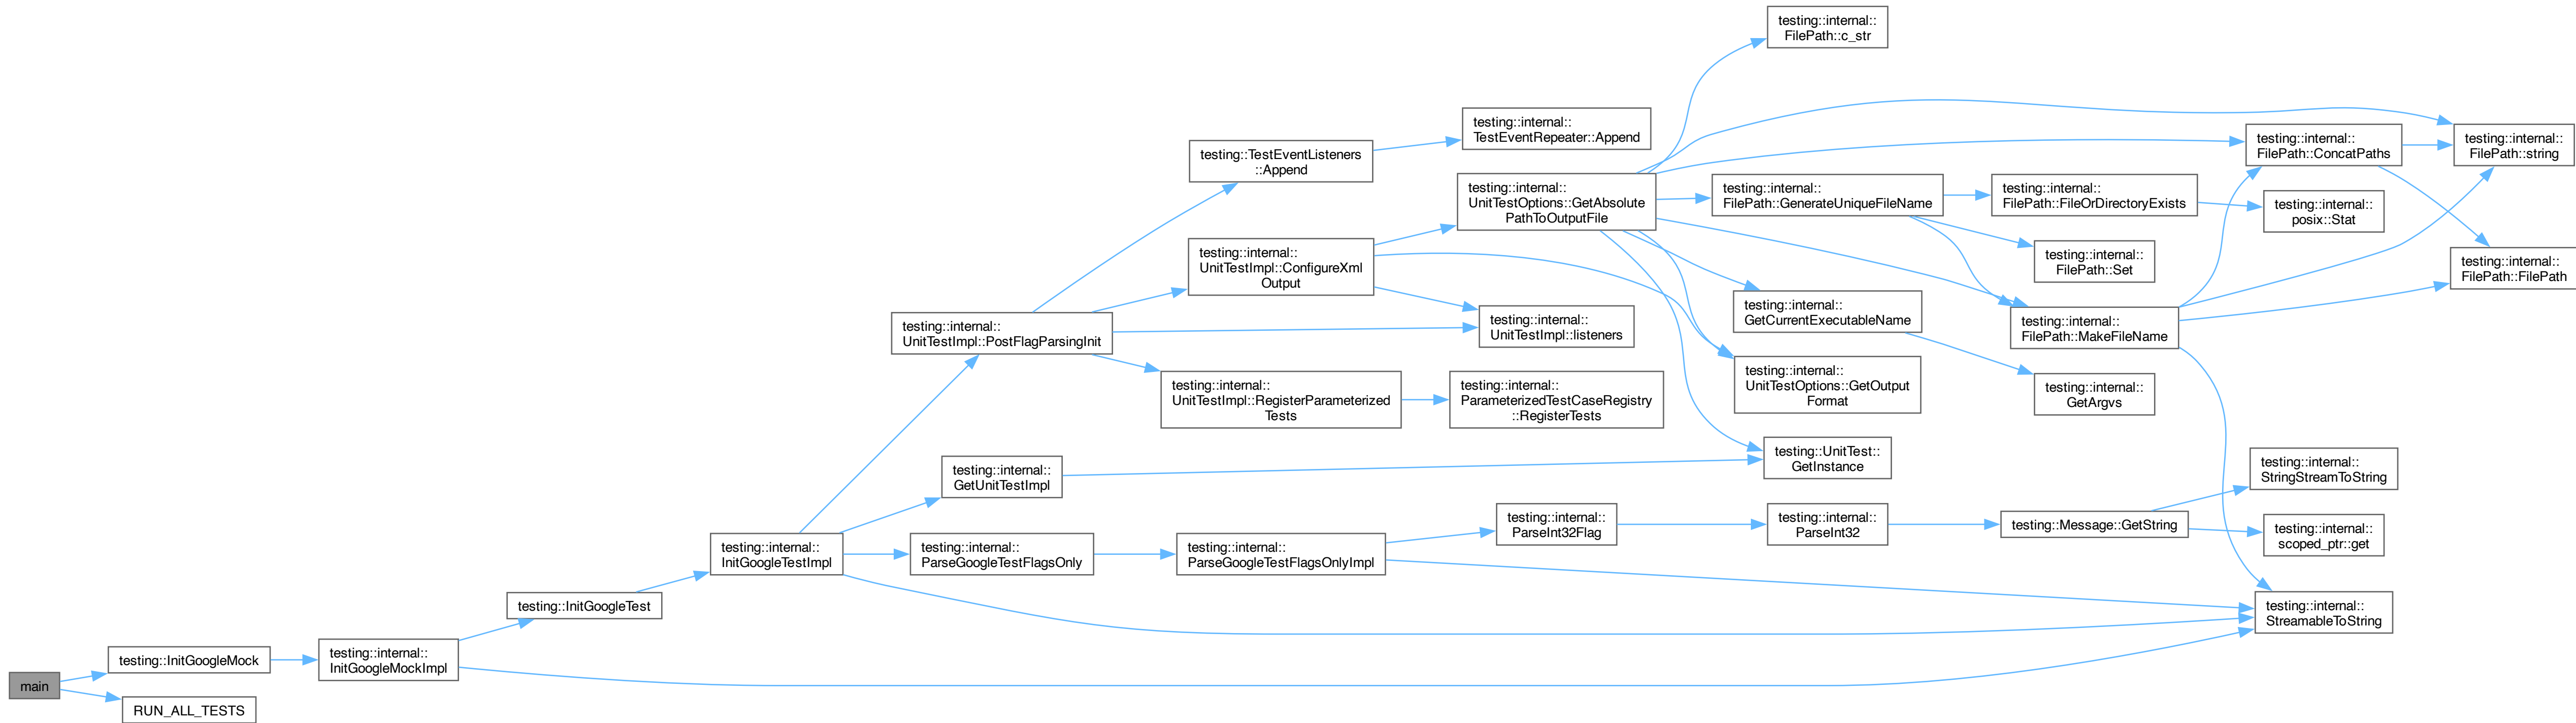 main
testing::InitGoogleMock
RUN_ALL_TESTS
testing::internal::
InitGoogleMockImpl
testing::InitGoogleTest
testing::internal::
InitGoogleTestImpl
testing::internal::
UnitTestImpl::PostFlagParsingInit
testing::internal::
GetUnitTestImpl
testing::internal::
ParseGoogleTestFlagsOnly
testing::TestEventListeners
::Append
testing::internal::
UnitTestImpl::ConfigureXml
Output
testing::internal::
UnitTestImpl::RegisterParameterized
Tests
testing::internal::
ParseGoogleTestFlagsOnlyImpl
testing::internal::
TestEventRepeater::Append
testing::internal::
UnitTestOptions::GetAbsolute
PathToOutputFile
testing::internal::
UnitTestImpl::listeners
testing::internal::
ParameterizedTestCaseRegistry
::RegisterTests
testing::internal::
ParseInt32Flag
testing::internal::
FilePath::c_str
testing::internal::
FilePath::GenerateUniqueFileName
testing::internal::
GetCurrentExecutableName
testing::internal::
UnitTestOptions::GetOutput
Format
testing::UnitTest::
GetInstance
testing::internal::
ParseInt32
testing::internal::
FilePath::FileOrDirectoryExists
testing::internal::
FilePath::Set
testing::internal::
FilePath::MakeFileName
testing::internal::
GetArgvs
testing::Message::GetString
testing::internal::
FilePath::ConcatPaths
testing::internal::
posix::Stat
testing::internal::
StringStreamToString
testing::internal::
scoped_ptr::get
testing::internal::
StreamableToString
testing::internal::
FilePath::string
testing::internal::
FilePath::FilePath